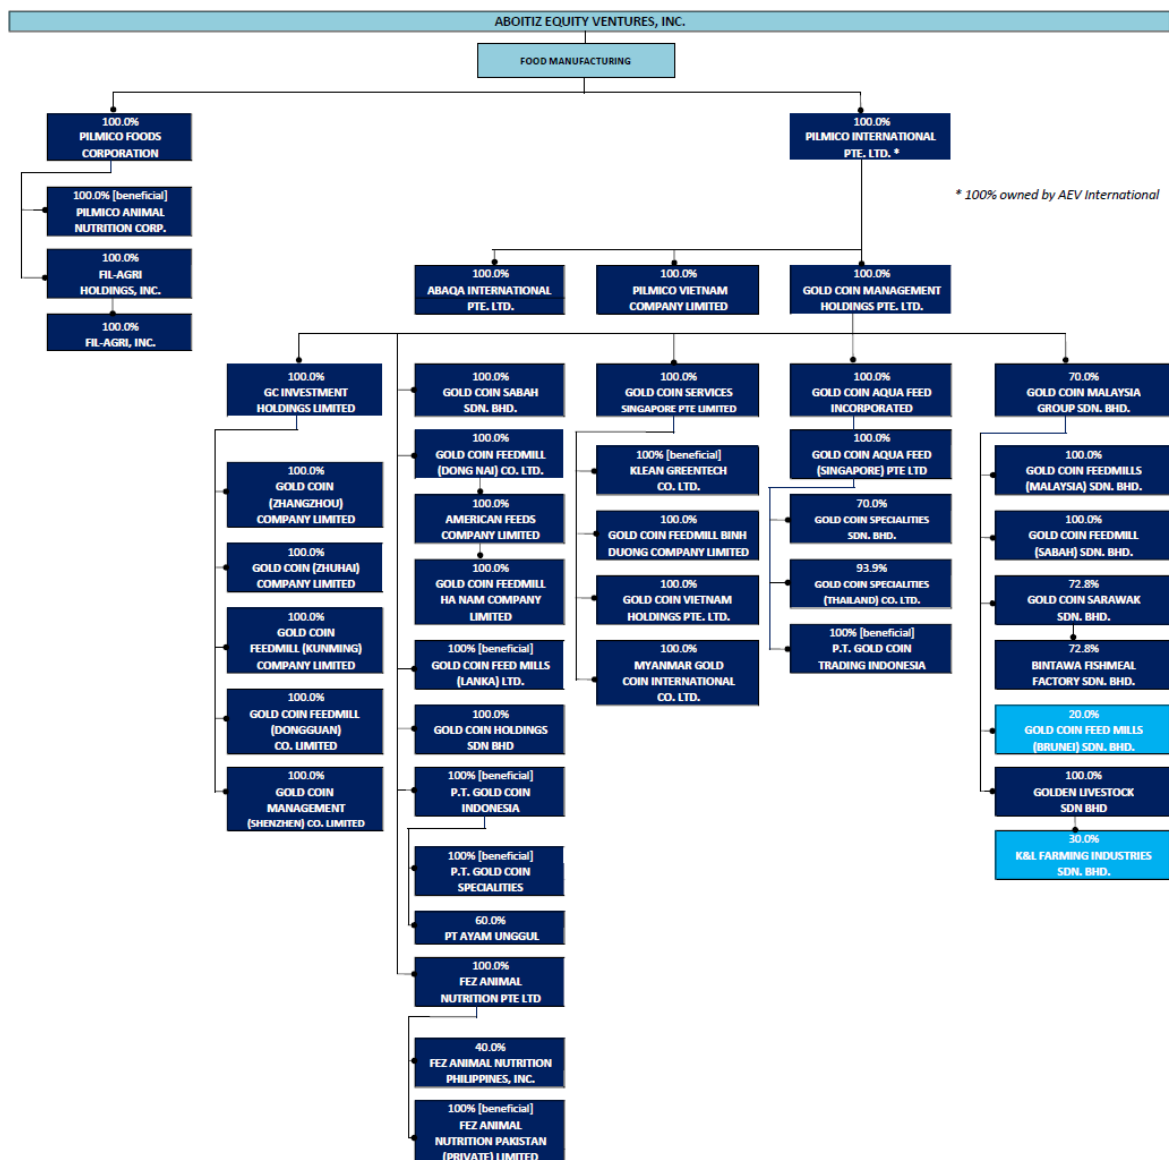 ABOITIZ EQUITY VENTURES, INC.
FOOD MANUFACTURING
100.0%
PILMICO FOODS
CORPORATION
100.0% [beneficial]
PILMICO ANIMAL
NUTRITION CORP.
100.0%
FIL-AGRI
HOLDINGS, INC.
100.0%
FIL-AGRI, INC.
100.0%
PILMICO INTERNATIONAL
PTE. LTD. *
* 100% owned by AEV International
100.0%
ABAQA INTERNATIONAL
PTE. LTD.
100.0%
PILMICO VIETNAM
COMPANY LIMITED
100.0%
GOLD COIN MANAGEMENT
HOLDINGS PTE. LTD.
100.0%
GC INVESTMENT
HOLDINGS LIMITED
100.0%
GOLD COIN
(ZHANGZHOU)
COMPANY LIMITED
100.0%
GOLD COIN (ZHUHAI)
COMPANY LIMITED
100.0%
GOLD COIN
FEEDMILL (KUNMING)
COMPANY LIMITED
100.0%
GOLD COIN FEEDMILL
(DONGGUAN)
CO. LIMITED
100.0%
GOLD COIN
MANAGEMENT
(SHENZHEN) CO. LIMITED
100.0%
GOLD COIN SABAH
SDN. BHD.
100.0%
GOLD COIN FEEDMILL
(DONG NAI) CO. LTD.
100.0%
AMERICAN FEEDS
COMPANY LIMITED
100.0%
GOLD COIN FEEDMILL
HA NAM COMPANY
LIMITED
100% [beneficial]
GOLD COIN FEED MILLS
(LANKA) LTD.
100.0%
GOLD COIN HOLDINGS
SDN BHD
100% [beneficial]
P.T. GOLD COIN
INDONESIA
100% [beneficial]
P.T. GOLD COIN
SPECIALITIES
60.0%
PT AYAM UNGGUL
100.0%
FEZ ANIMAL
NUTRITION PTE LTD
40.0%
FEZ ANIMAL NUTRITION
PHILIPPINES, INC.
100% [beneficial]
FEZ ANIMAL
NUTRITION PAKISTAN
(PRIVATE) LIMITED
100.0%
GOLD COIN SERVICES
SINGAPORE PTE LIMITED
100% [beneficial]
KLEAN GREENTECH
CO. LTD.
100.0%
GOLD COIN FEEDMILL BINH
DUONG COMPANY LIMITED
100.0%
GOLD COIN VIETNAM
HOLDINGS PTE. LTD.
100.0%
MYANMAR GOLD
COIN INTERNATIONAL
CO. LTD.
100.0%
GOLD COIN AQUA FEED
INCORPORATED
100.0%
GOLD COIN AQUA FEED
(SINGAPORE) PTE LTD
70.0%
GOLD COIN SPECIALITIES
SDN. BHD.
93.9%
GOLD COIN SPECIALITIES
(THAILAND) CO. LTD.
100% [beneficial]
P.T. GOLD COIN
TRADING INDONESIA
70.0%
GOLD COIN MALAYSIA
GROUP SDN. BHD.
100.0%
GOLD COIN FEEDMILLS
(MALAYSIA) SDN. BHD.
100.0%
GOLD COIN FEEDMILL
(SABAH) SDN. BHD.
72.8%
GOLD COIN SARAWAK
SDN. BHD.
72.8%
BINTAWA FISHMEAL
FACTORY SDN. BHD.
20.0%
GOLD COIN FEED MILLS
(BRUNEI) SDN. BHD.
100.0%
GOLDEN LIVESTOCK
SDN BHD
30.0%
K&L FARMING INDUSTRIES
SDN. BHD.